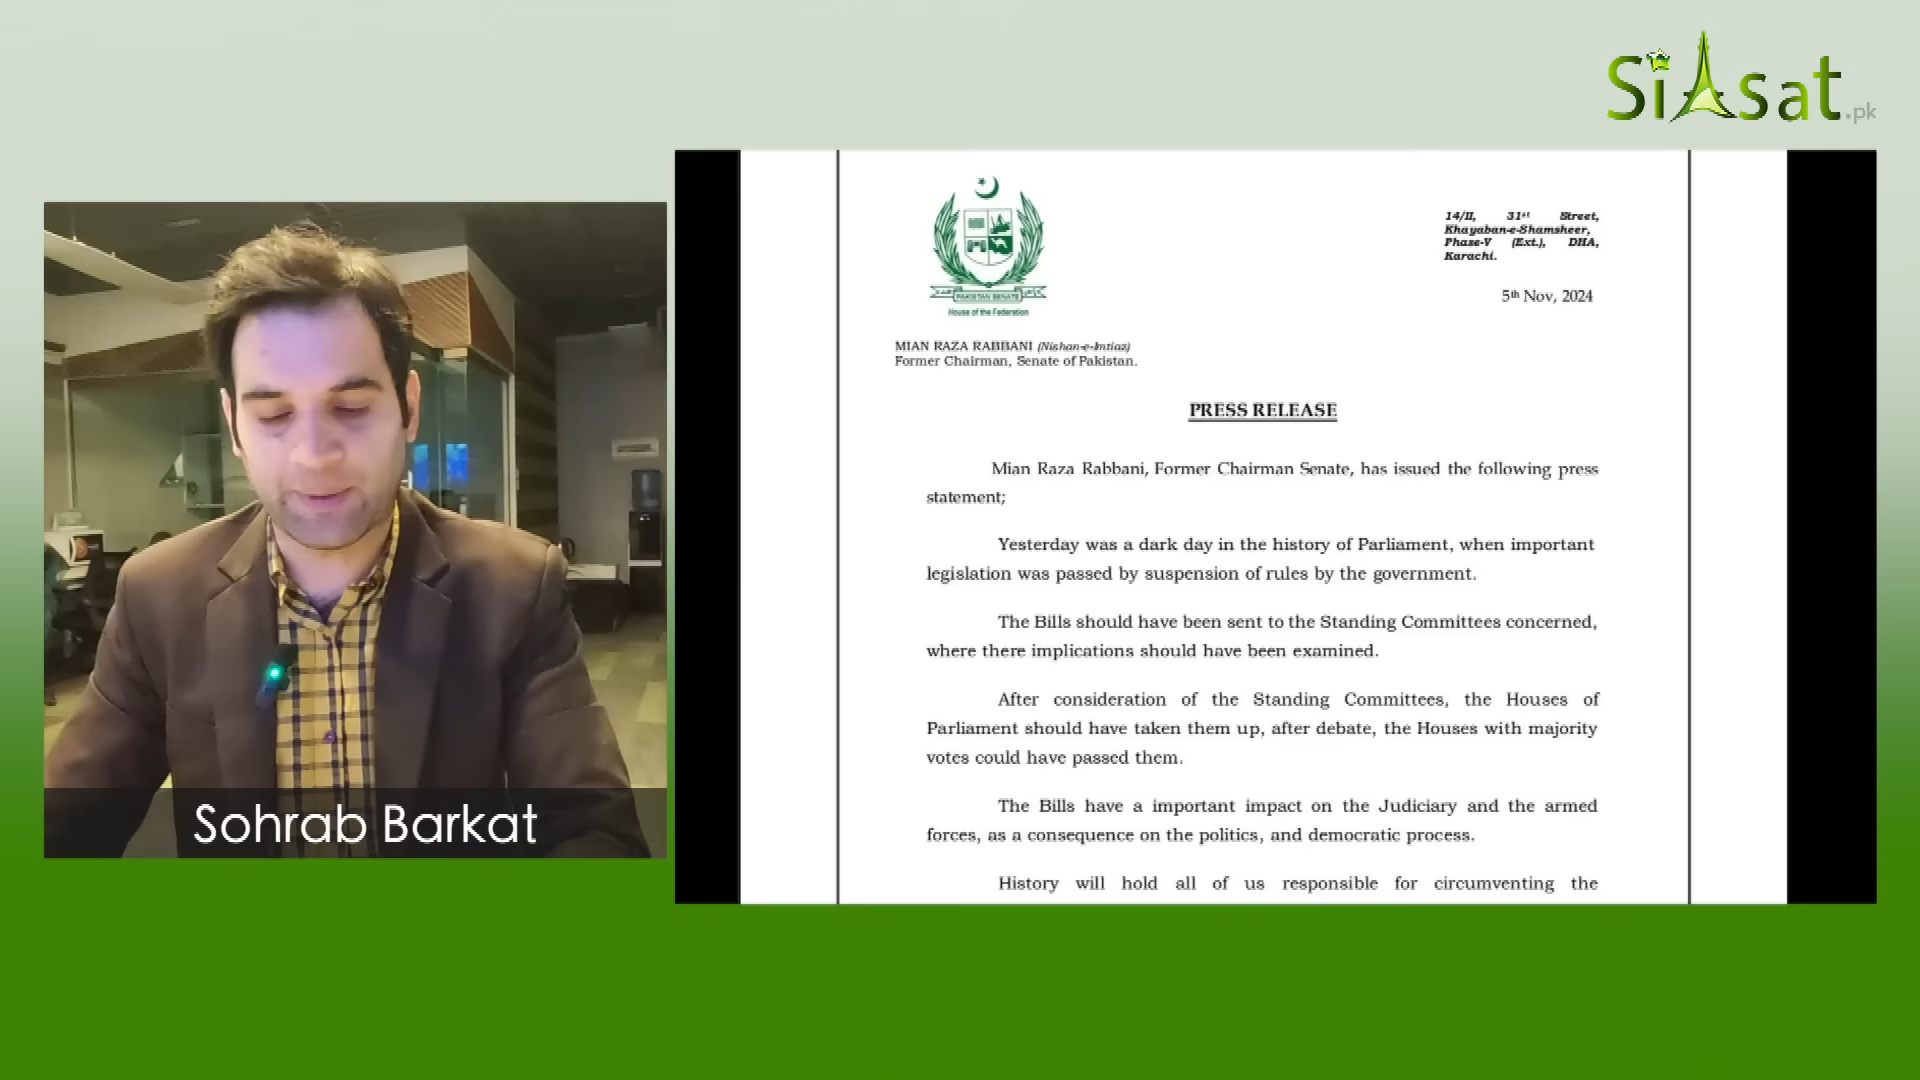 SiAsat.pk
14/II, 31st Street,
Khayaban-e-Shamsheer,
Phase-V (Ext.), DHA,
Karachi.
5th Nov, 2024
PAKISTAN SENATE
House of the Federation
MIAN RAZA RABBANI (Nishan-e-Imtiaz)
Former Chairman, Senate of Pakistan.
PRESS RELEASE
Mian Raza Rabbani, Former Chairman Senate, has issued the following press
statement;
Yesterday was a dark day in the history of Parliament, when important
legislation was passed by suspension of rules by the government.
The Bills should have been sent to the Standing Committees concerned,
where there implications should have been examined.
After consideration of the Standing Committees, the Houses of
Parliament should have taken them up, after debate, the Houses with majority
votes could have passed them.
The Bills have a important impact on the Judiciary and the armed
forces, as a consequence on the politics, and democratic process.
History will hold all of us responsible for circumventing the
Sohrab Barkat